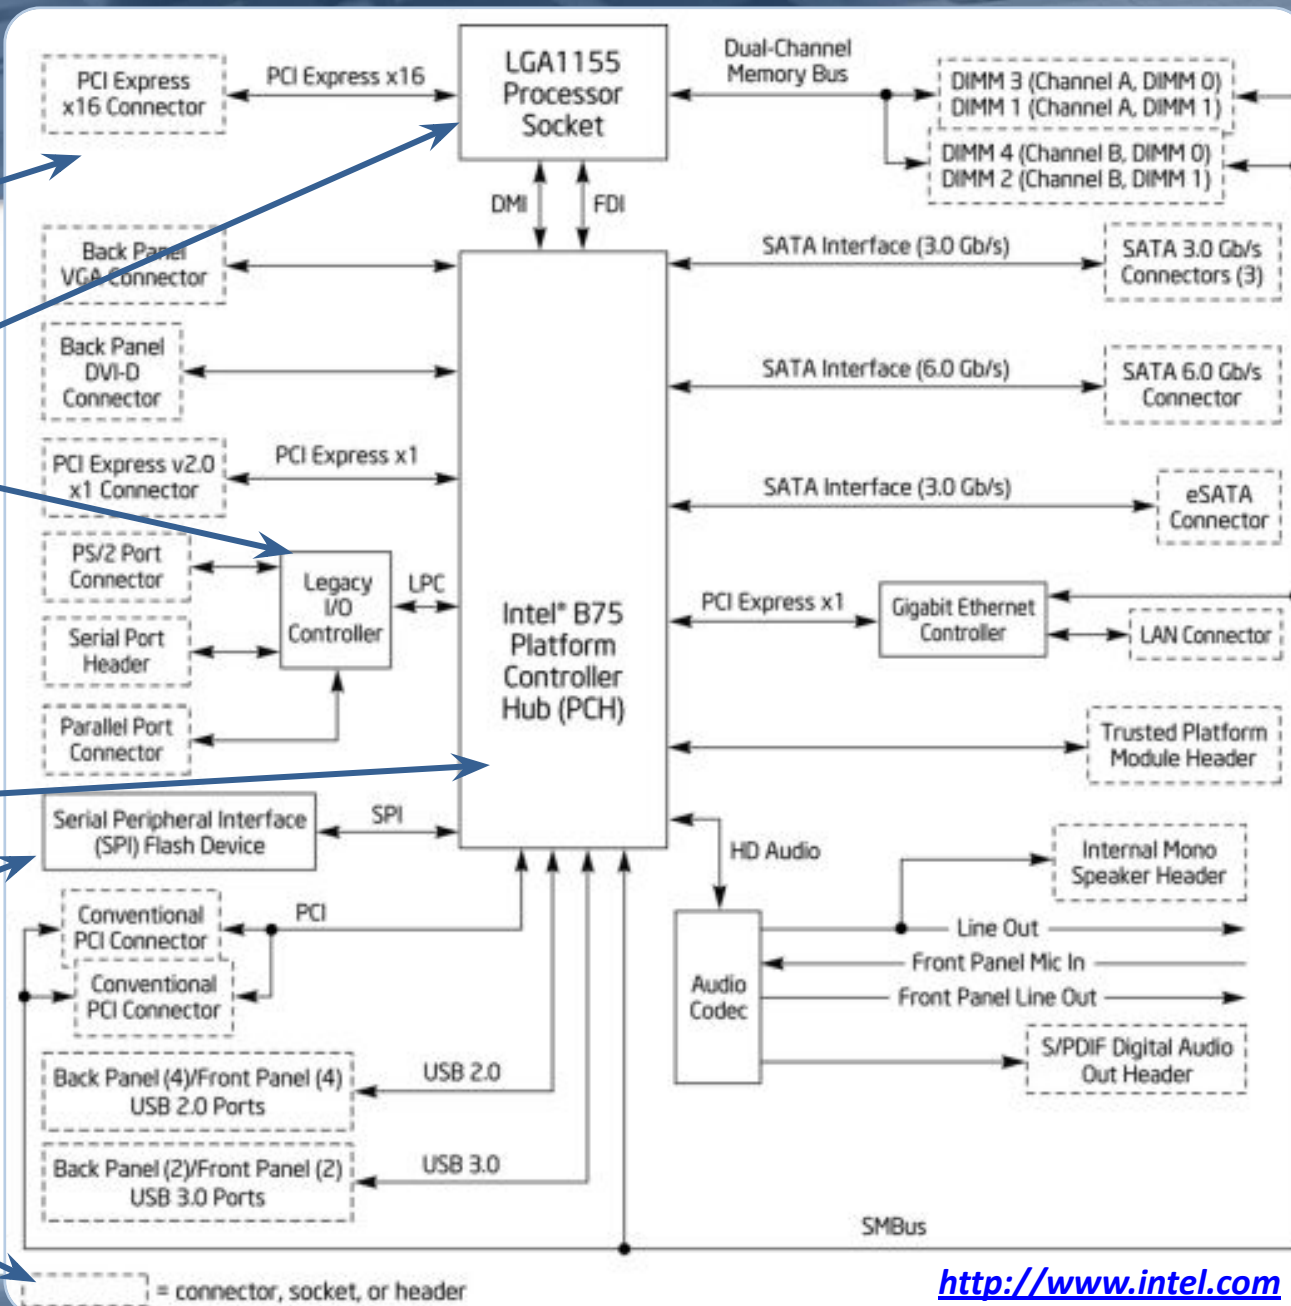 LGA1155
Processor
Socket
PCI Express
x16 Connector
PCI Express x16
Dual-Channel
Memory Bus
DIMM 3 (Channel A, DIMM 0)
DIMM 1 (Channel A, DIMM 1)
DIMM 4 (Channel B, DIMM 0)
DIMM 2 (Channel B, DIMM 1)
DMI
FDI
Back Panel
VGA Connector
SATA Interface (3.0 Gb/s)
SATA 3.0 Gb/s
Connectors (3)
Back Panel
DVI-D
Connector
SATA Interface (6.0 Gb/s)
SATA 6.0 Gb/s
Connector
PCI Express v2.0
x1 Connector
PCI Express x1
SATA Interface (3.0 Gb/s)
eSATA
Connector
PS/2 Port
Connector
Legacy
I/O
Controller
LPC
Serial Port
Header
Parallel Port
Connector
Intel® B75
Platform
Controller
Hub (PCH)
PCI Express x1
Gigabit Ethernet
Controller
LAN Connector
Trusted Platform
Module Header
Serial Peripheral Interface
(SPI) Flash Device
SPI
HD Audio
Internal Mono
Speaker Header
Conventional
PCI Connector
PCI
Conventional
PCI Connector
Audio
Codec
Line Out
Front Panel Mic In
Front Panel Line Out
S/PDIF Digital Audio
Out Header
Back Panel (4)/Front Panel (4)
USB 2.0 Ports
USB 2.0
Back Panel (2)/Front Panel (2)
USB 3.0 Ports
USB 3.0
SMBus
= connector, socket, or header
http://www.intel.com